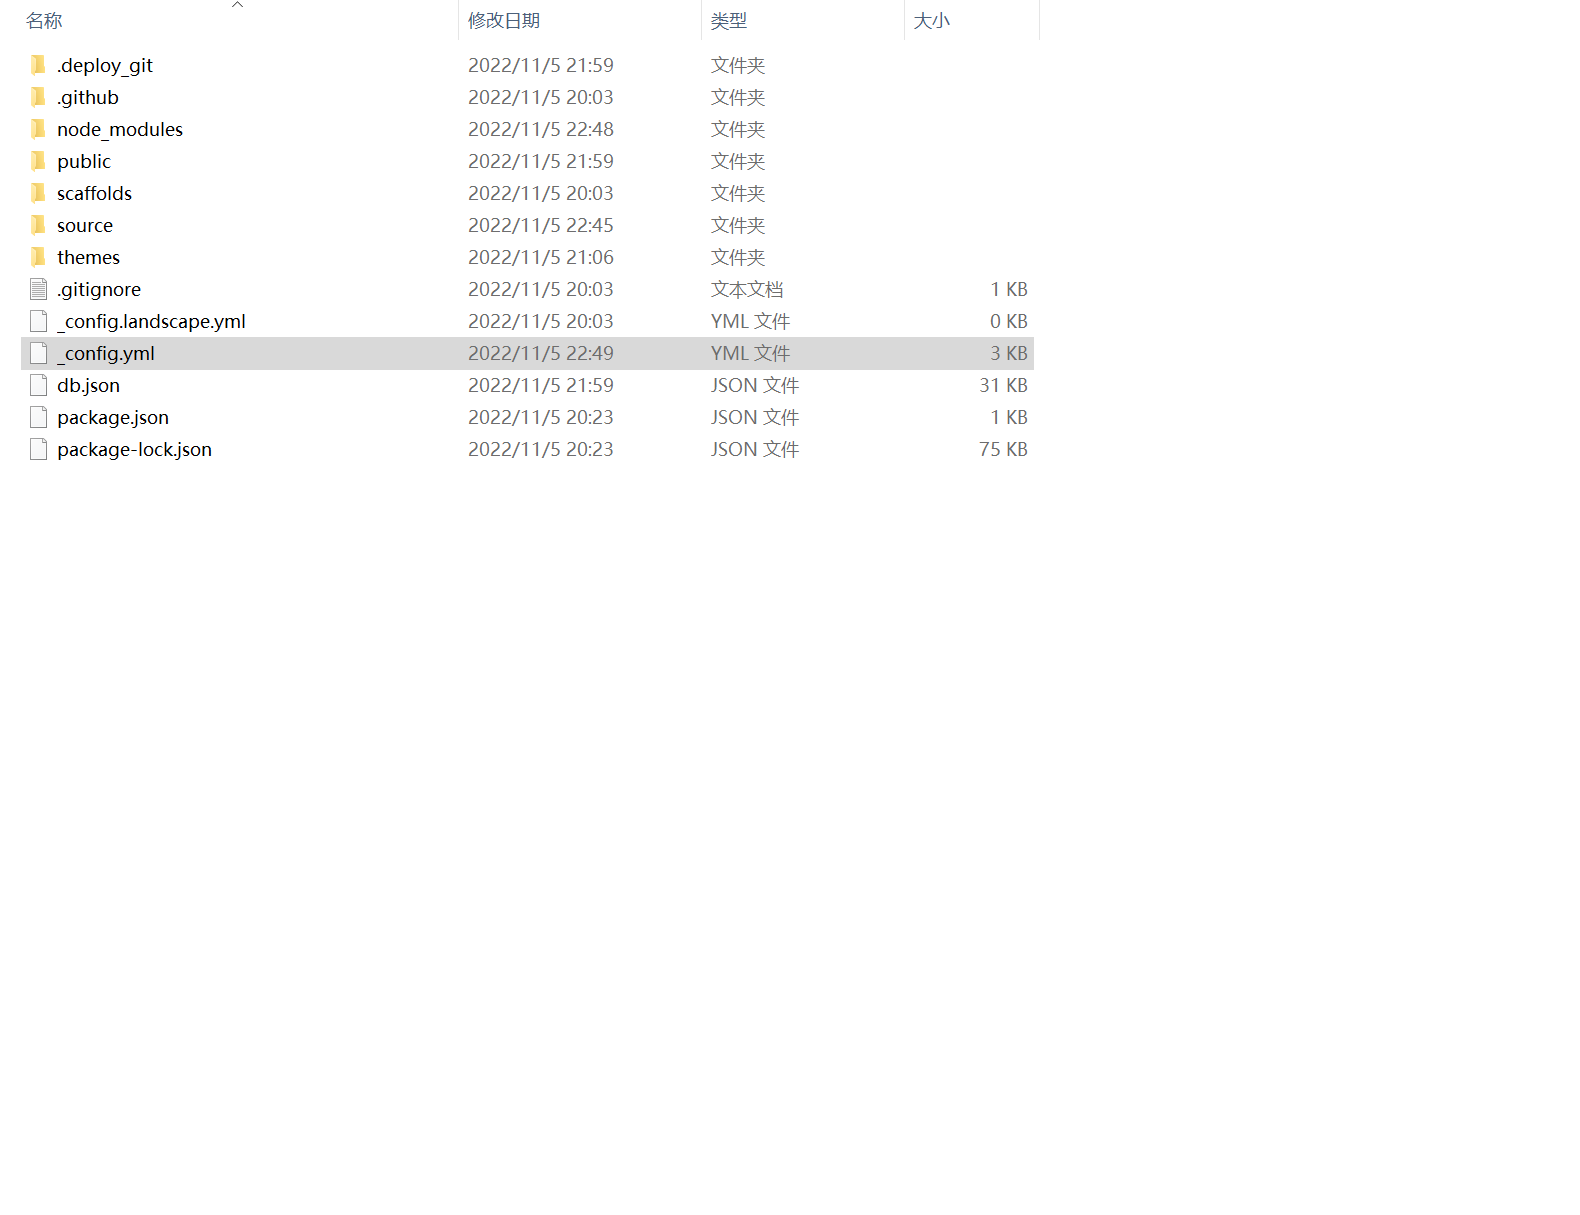 名称 修改日期 类型 大小
.deploy_git 2022/11/5 21:59 文件夹
.github 2022/11/5 20:03 文件夹
node_modules 2022/11/5 22:48 文件夹
public 2022/11/5 21:59 文件夹
scaffolds 2022/11/5 20:03 文件夹
source 2022/11/5 22:45 文件夹
themes 2022/11/5 21:06 文件夹
.gitignore 2022/11/5 20:03 文本文档 1 KB
_config.landscape.yml 2022/11/5 20:03 YML 文件 0 KB
_config.yml 2022/11/5 22:49 YML 文件 3 KB
db.json 2022/11/5 21:59 JSON 文件 31 KB
package.json 2022/11/5 20:23 JSON 文件 1 KB
package-lock.json 2022/11/5 20:23 JSON 文件 75 KB